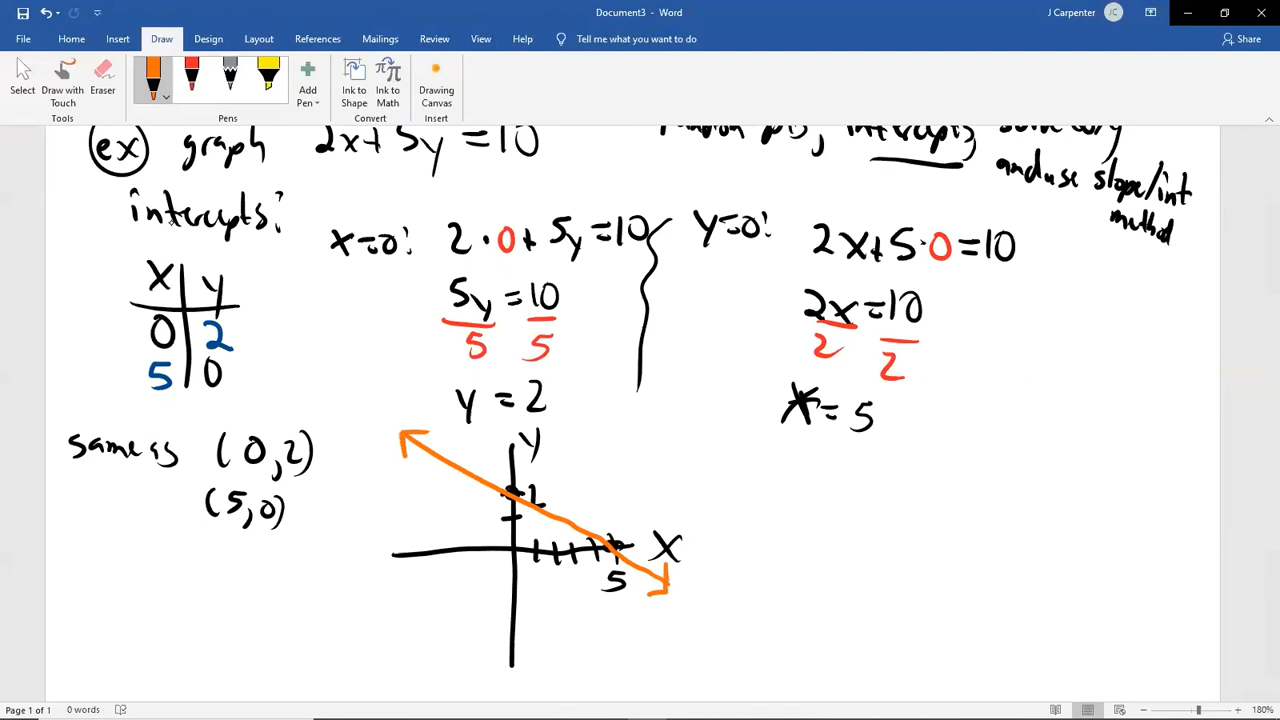 Document3 - Word
J Carpenter
JC
File Home Insert Draw Design Layout References Mailings Review View Help Tell me what you want to do
Share
Select
Draw with Touch
Eraser
Add Pen
Ink to Shape
Ink to Math
Drawing Canvas
Tools
Pens
Convert
Insert
ex graph 2x+5y=10
intercepts,
and use slope/int
method
intercepts:
x=0: 2·0+5y=10
y=0: 2x+5·0=10
x y
0 2
5 0
5y=10
5 5
y=2
2x=10
2 2
x=5
same as (0,2)
(5,0)
y
2
x
5
Page 1 of 1 0 words
180%